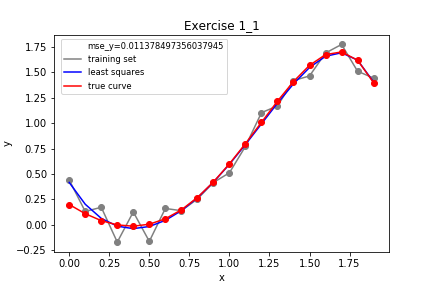 Exercise 1_1
mse_y=0.011378497356037945
training set
least squares
true curve
1.75
1.50
1.25
1.00
0.75
0.50
0.25
0.00
−0.25
y
0.00 0.25 0.50 0.75 1.00 1.25 1.50 1.75
x